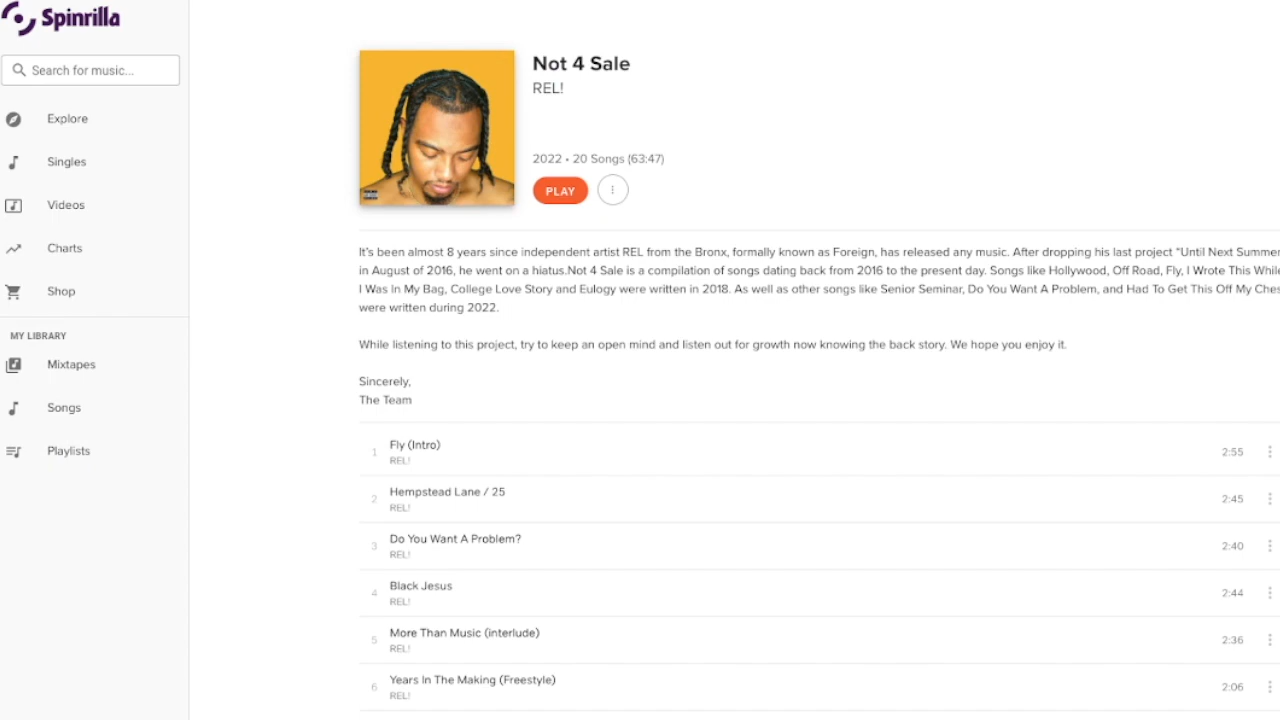 Spinrilla
Search for music...
Explore
Singles
Videos
Charts
Shop
MY LIBRARY
Mixtapes
Songs
Playlists
Not 4 Sale
REL!
2022 • 20 Songs (63:47)
PLAY
It's been almost 8 years since independent artist REL from the Bronx, formally known as Foreign, has released any music. After dropping his last project “Until Next Summer
in August of 2016, he went on a hiatus.Not 4 Sale is a compilation of songs dating back from 2016 to the present day. Songs like Hollywood, Off Road, Fly, I Wrote This While
I Was In My Bag, College Love Story and Eulogy were written in 2018. As well as other songs like Senior Seminar, Do You Want A Problem, and Had To Get This Off My Ches
were written during 2022.
While listening to this project, try to keep an open mind and listen out for growth now knowing the back story. We hope you enjoy it.
Sincerely,
The Team
1 Fly (Intro) 2:55
REL!
2 Hempstead Lane / 25 2:45
REL!
3 Do You Want A Problem? 2:40
REL!
4 Black Jesus 2:44
REL!
5 More Than Music (interlude) 2:36
REL!
6 Years In The Making (Freestyle) 2:06
REL!